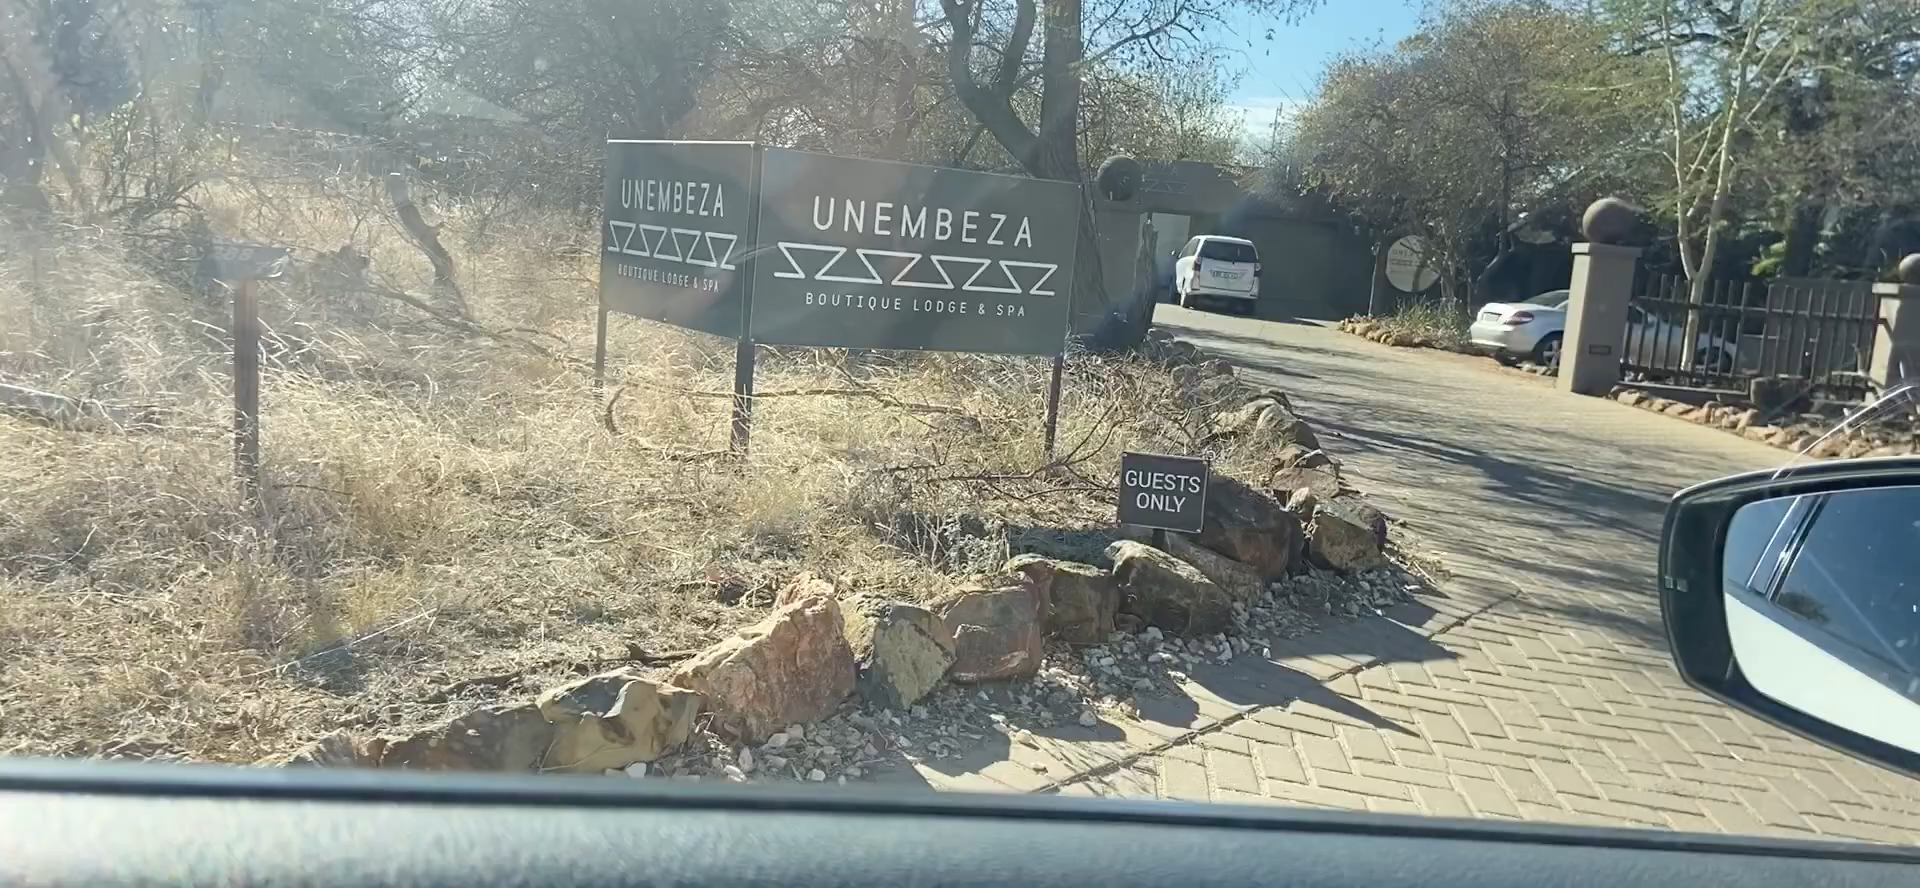 UNEMBEZA
BOUTIQUE LODGE & SPA
UNEMBEZA
BOUTIQUE LODGE & SPA
GUESTS
ONLY